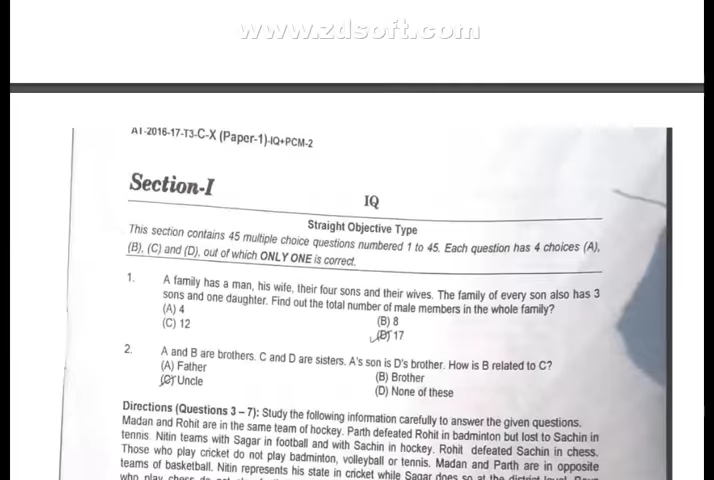 www.zdsoft.com
AT-2016-17-T3-C-X (Paper-1)-IQ+PCM-2
Section-I
IQ
Straight Objective Type
This section contains 45 multiple choice questions numbered 1 to 45. Each question has 4 choices (A),
(B), (C) and (D), out of which ONLY ONE is correct.
1. A family has a man, his wife, their four sons and their wives. The family of every son also has 3
sons and one daughter. Find out the total number of male members in the whole family?
(A) 4 (B) 8
(C) 12 (D) 17
2. A and B are brothers. C and D are sisters. A's son is D's brother. How is B related to C?
(A) Father (B) Brother
(C) Uncle (D) None of these
Directions (Questions 3 – 7): Study the following information carefully to answer the given questions.
Madan and Rohit are in the same team of hockey. Parth defeated Rohit in badminton but lost to Sachin in
tennis. Nitin teams with Sagar in football and with Sachin in hockey. Rohit defeated Sachin in chess.
Those who play cricket do not play badminton, volleyball or tennis. Madan and Parth are in opposite
teams of basketball. Nitin represents his state in cricket while Sagar does so at the district level.
who play chess do not play